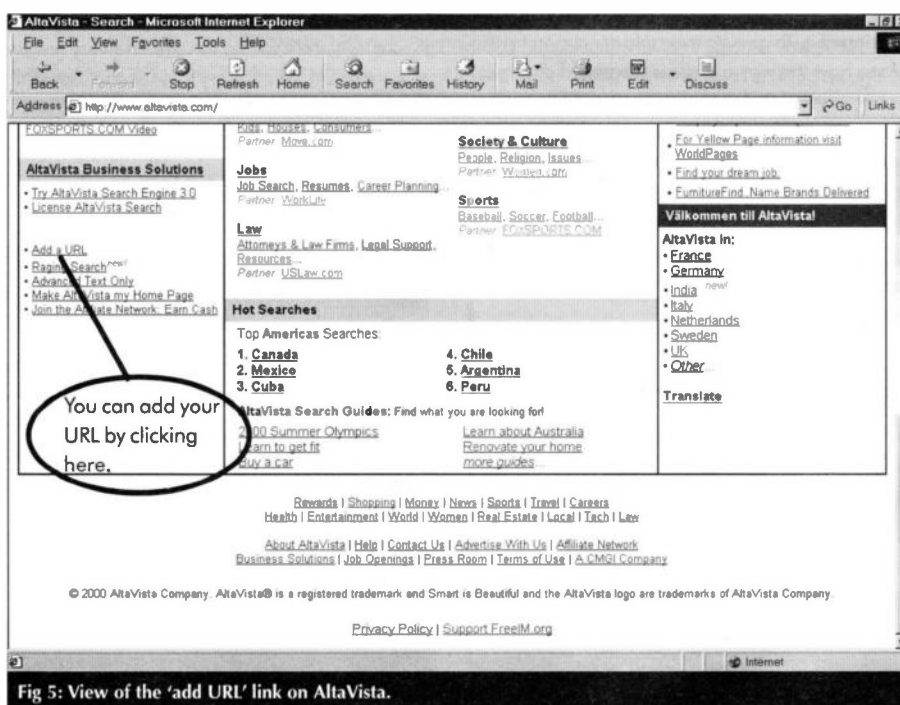 AltaVista - Search - Microsoft Internet Explorer
File Edit View Favorites Tools Help
Back Forward Stop Refresh Home Search Favorites History Mail Print Edit Discuss
Address http://www.altavista.com/ Go Links
FOXSPORTS.COM Video
AltaVista Business Solutions
• Try AltaVista Search Engine 3.0
• License AltaVista Search
• Add a URL
• Raging Search new!
• Advanced Text Only
• Make AltaVista my Home Page
• Join the Affiliate Network: Earn Cash
You can add your
URL by clicking
here.
Kids, Houses, Consumers...
Partner Move.com
Jobs
Job Search, Resumes, Career Planning...
Partner WorkLife
Law
Attorneys & Law Firms, Legal Support,
Resources...
Partner USLaw.com
Society & Culture
People, Religion, Issues...
Partner Women.com
Sports
Baseball, Soccer, Football...
Partner FOXSPORTS.COM
Hot Searches
Top Americas Searches:
1. Canada
2. Mexico
3. Cuba
4. Chile
5. Argentina
6. Peru
AltaVista Search Guides: Find what you are looking for!
2000 Summer Olympics
Learn to get fit
Buy a car
Learn about Australia
Renovate your home
more guides...
• For Yellow Page information visit
WorldPages
• Find your dream job.
• FurnitureFind. Name Brands Delivered
Välkommen till AltaVista!
AltaVista In:
• France
• Germany
• India new!
• Italy
• Netherlands
• Sweden
• UK
• Other...
Translate
Rewards | Shopping | Money | News | Sports | Travel | Careers
Health | Entertainment | World | Women | Real Estate | Local | Tech | Law
About AltaVista | Help | Contact Us | Advertise With Us | Affiliate Network
Business Solutions | Job Openings | Press Room | Terms of Use | A CMGI Company
© 2000 AltaVista Company. AltaVista® is a registered trademark and Smart is Beautiful and the AltaVista logo are trademarks of AltaVista Company.
Privacy Policy | Support FreeIM.org
Internet
Fig 5: View of the 'add URL' link on AltaVista.